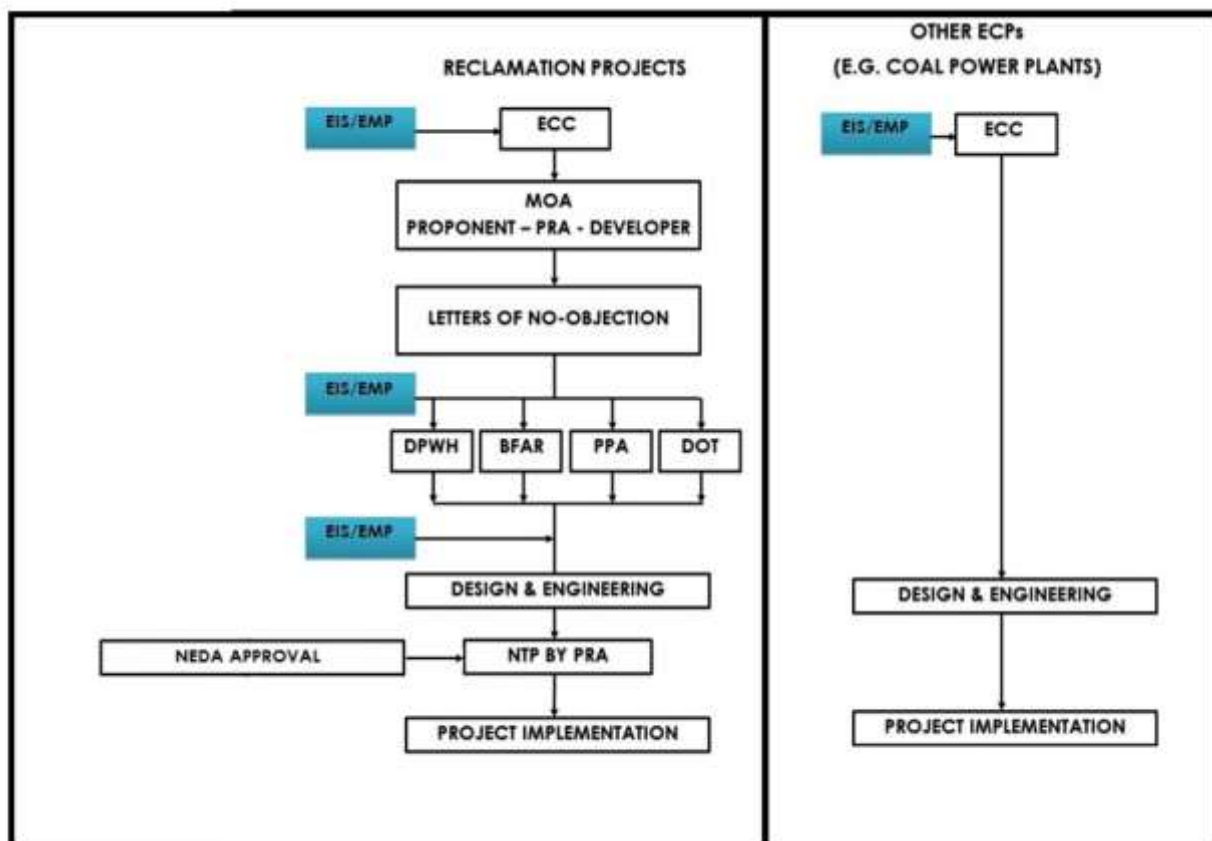 RECLAMATION PROJECTS
EIS/EMP
ECC
MOA
PROPONENT – PRA - DEVELOPER
LETTERS OF NO-OBJECTION
EIS/EMP
DPWH
BFAR
PPA
DOT
EIS/EMP
DESIGN & ENGINEERING
NEDA APPROVAL
NTP BY PRA
PROJECT IMPLEMENTATION
OTHER ECPs
(E.G. COAL POWER PLANTS)
EIS/EMP
ECC
DESIGN & ENGINEERING
PROJECT IMPLEMENTATION